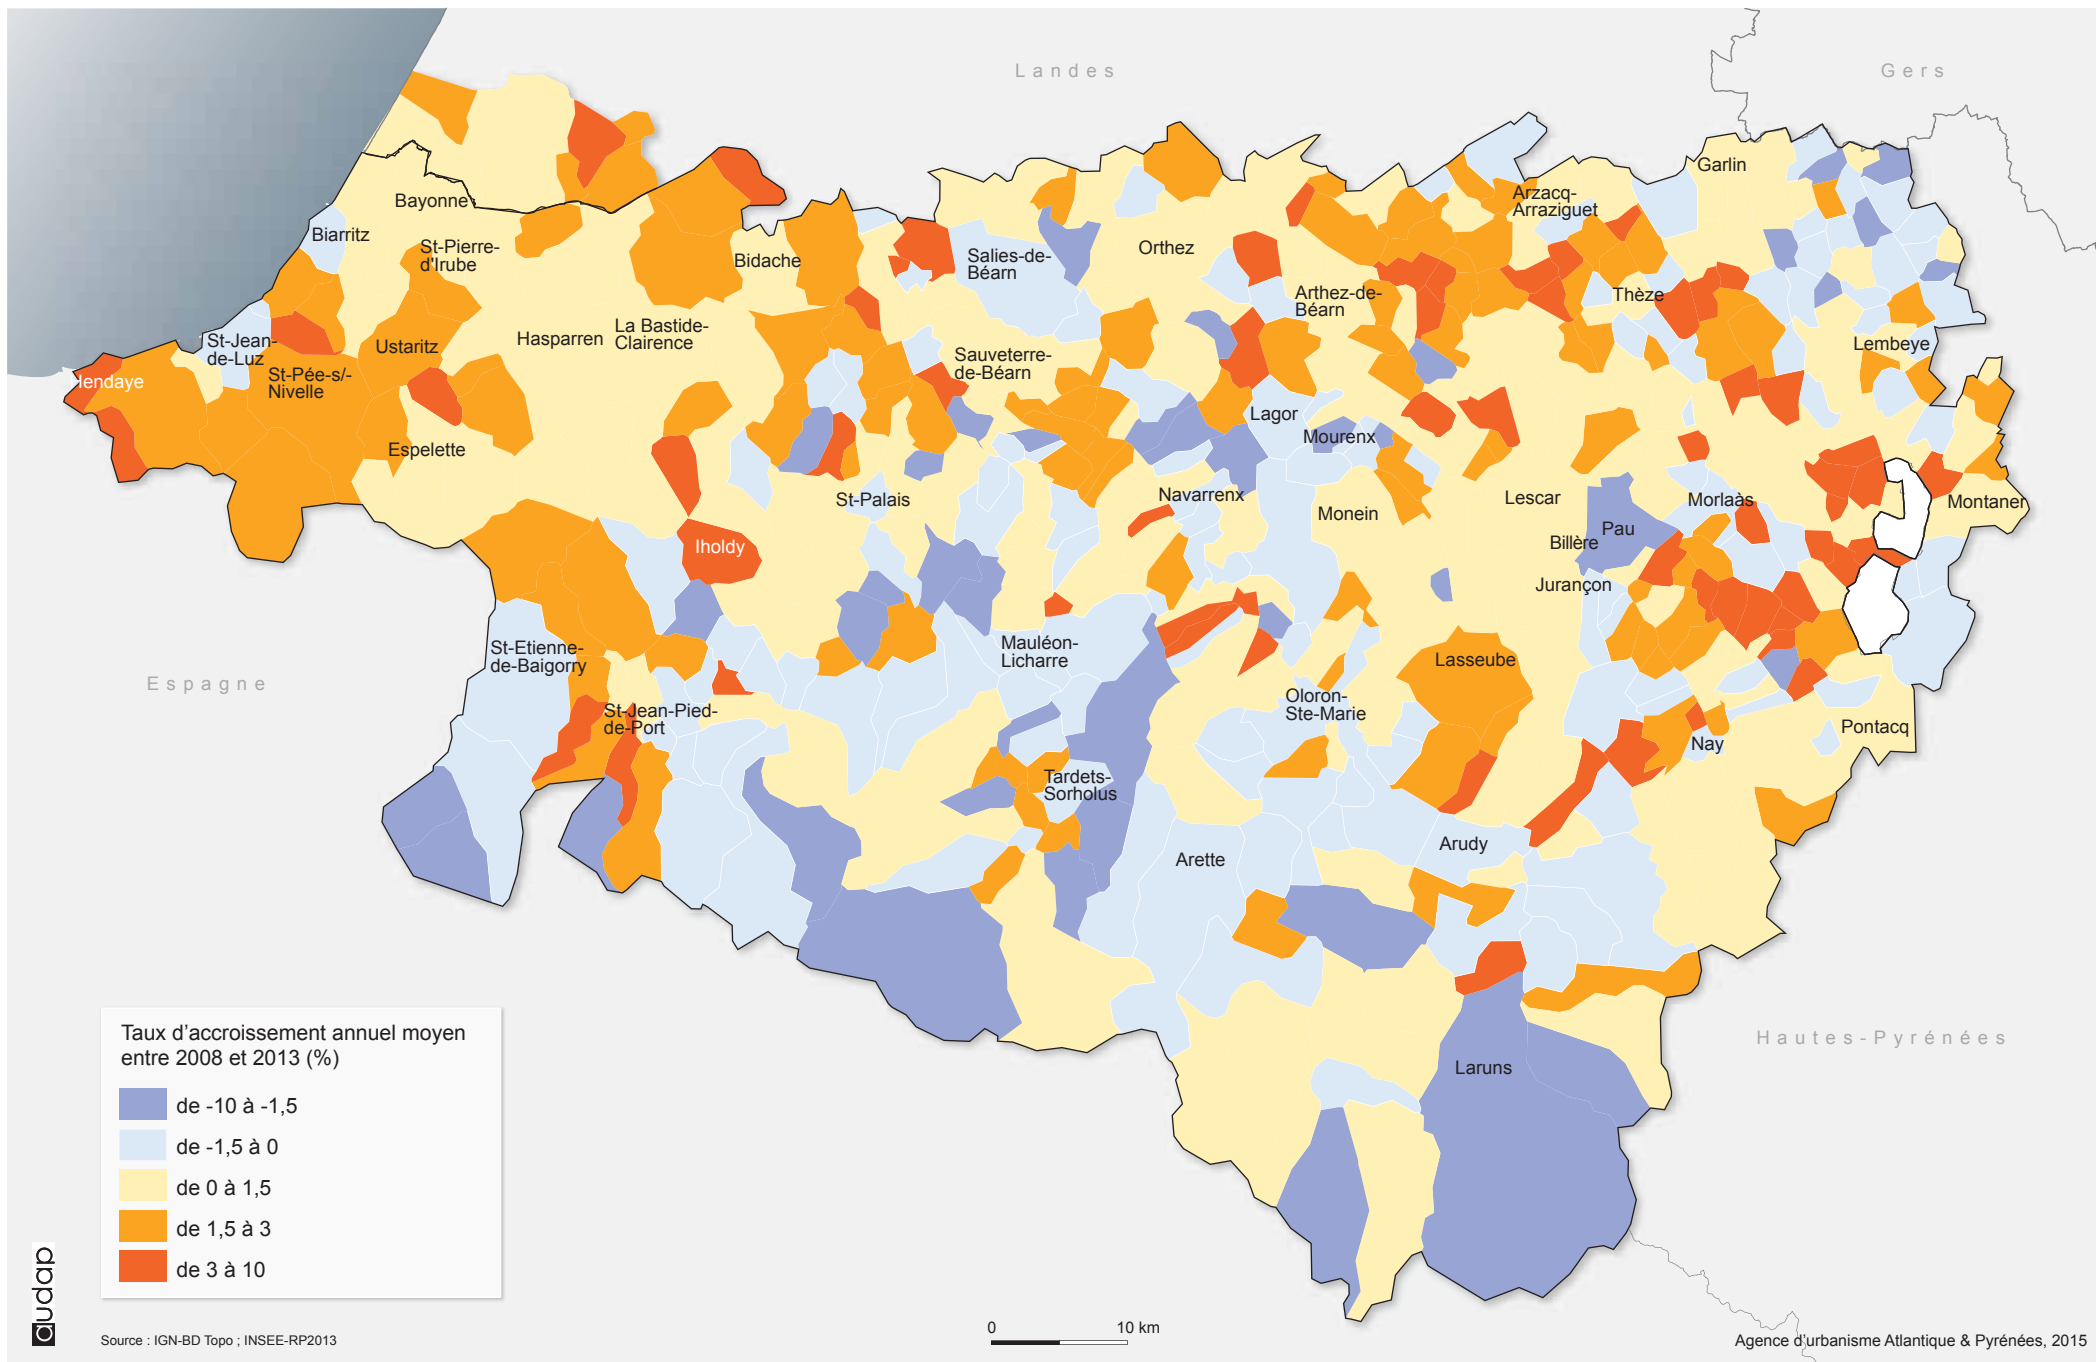 Landes
Gers
Garlin
Bayonne
Arzacq-
Arraziguet
Biarritz
St-Pierre-
d'Irube
Bidache
Salies-de-
Béarn
Orthez
Arthez-de-
Béarn
Thèze
St-Jean-
de-Luz
Ustaritz
Hasparren
La Bastide-
Clairence
Sauveterre-
de-Béarn
Lembeye
Hendaye
St-Pée-s/-
Nivelle
Lagor
Mourenx
Espelette
St-Palais
Navarrenx
Monein
Lescar
Morlaàs
Montaner
Pau
Billère
Iholdy
Jurançon
St-Etienne-
de-Baigorry
Mauléon-
Licharre
Lasseube
Espagne
St-Jean-Pied-
de-Port
Oloron-
Ste-Marie
Nay
Pontacq
Tardets-
Sorholus
Arette
Arudy
Laruns
Hautes-Pyrénées
Taux d'accroissement annuel moyen
entre 2008 et 2013 (%)
de -10 à -1,5
de -1,5 à 0
de 0 à 1,5
de 1,5 à 3
de 3 à 10
audap
Source : IGN-BD Topo ; INSEE-RP2013
0 10 km
Agence d'urbanisme Atlantique & Pyrénées, 2015